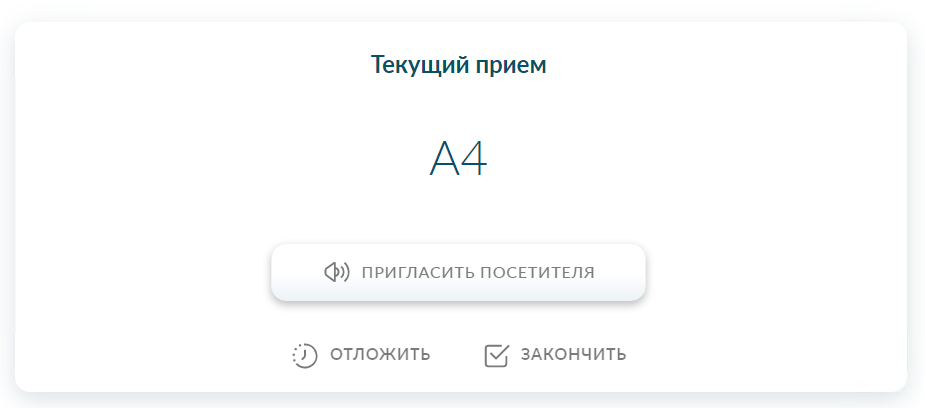 Текущий прием
А4
ПРИГЛАСИТЬ ПОСЕТИТЕЛЯ
ОТЛОЖИТЬ ЗАКОНЧИТЬ